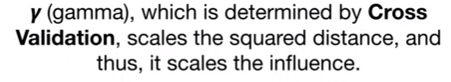 γ (gamma), which is determined by Cross
Validation, scales the squared distance, and
thus, it scales the influence.